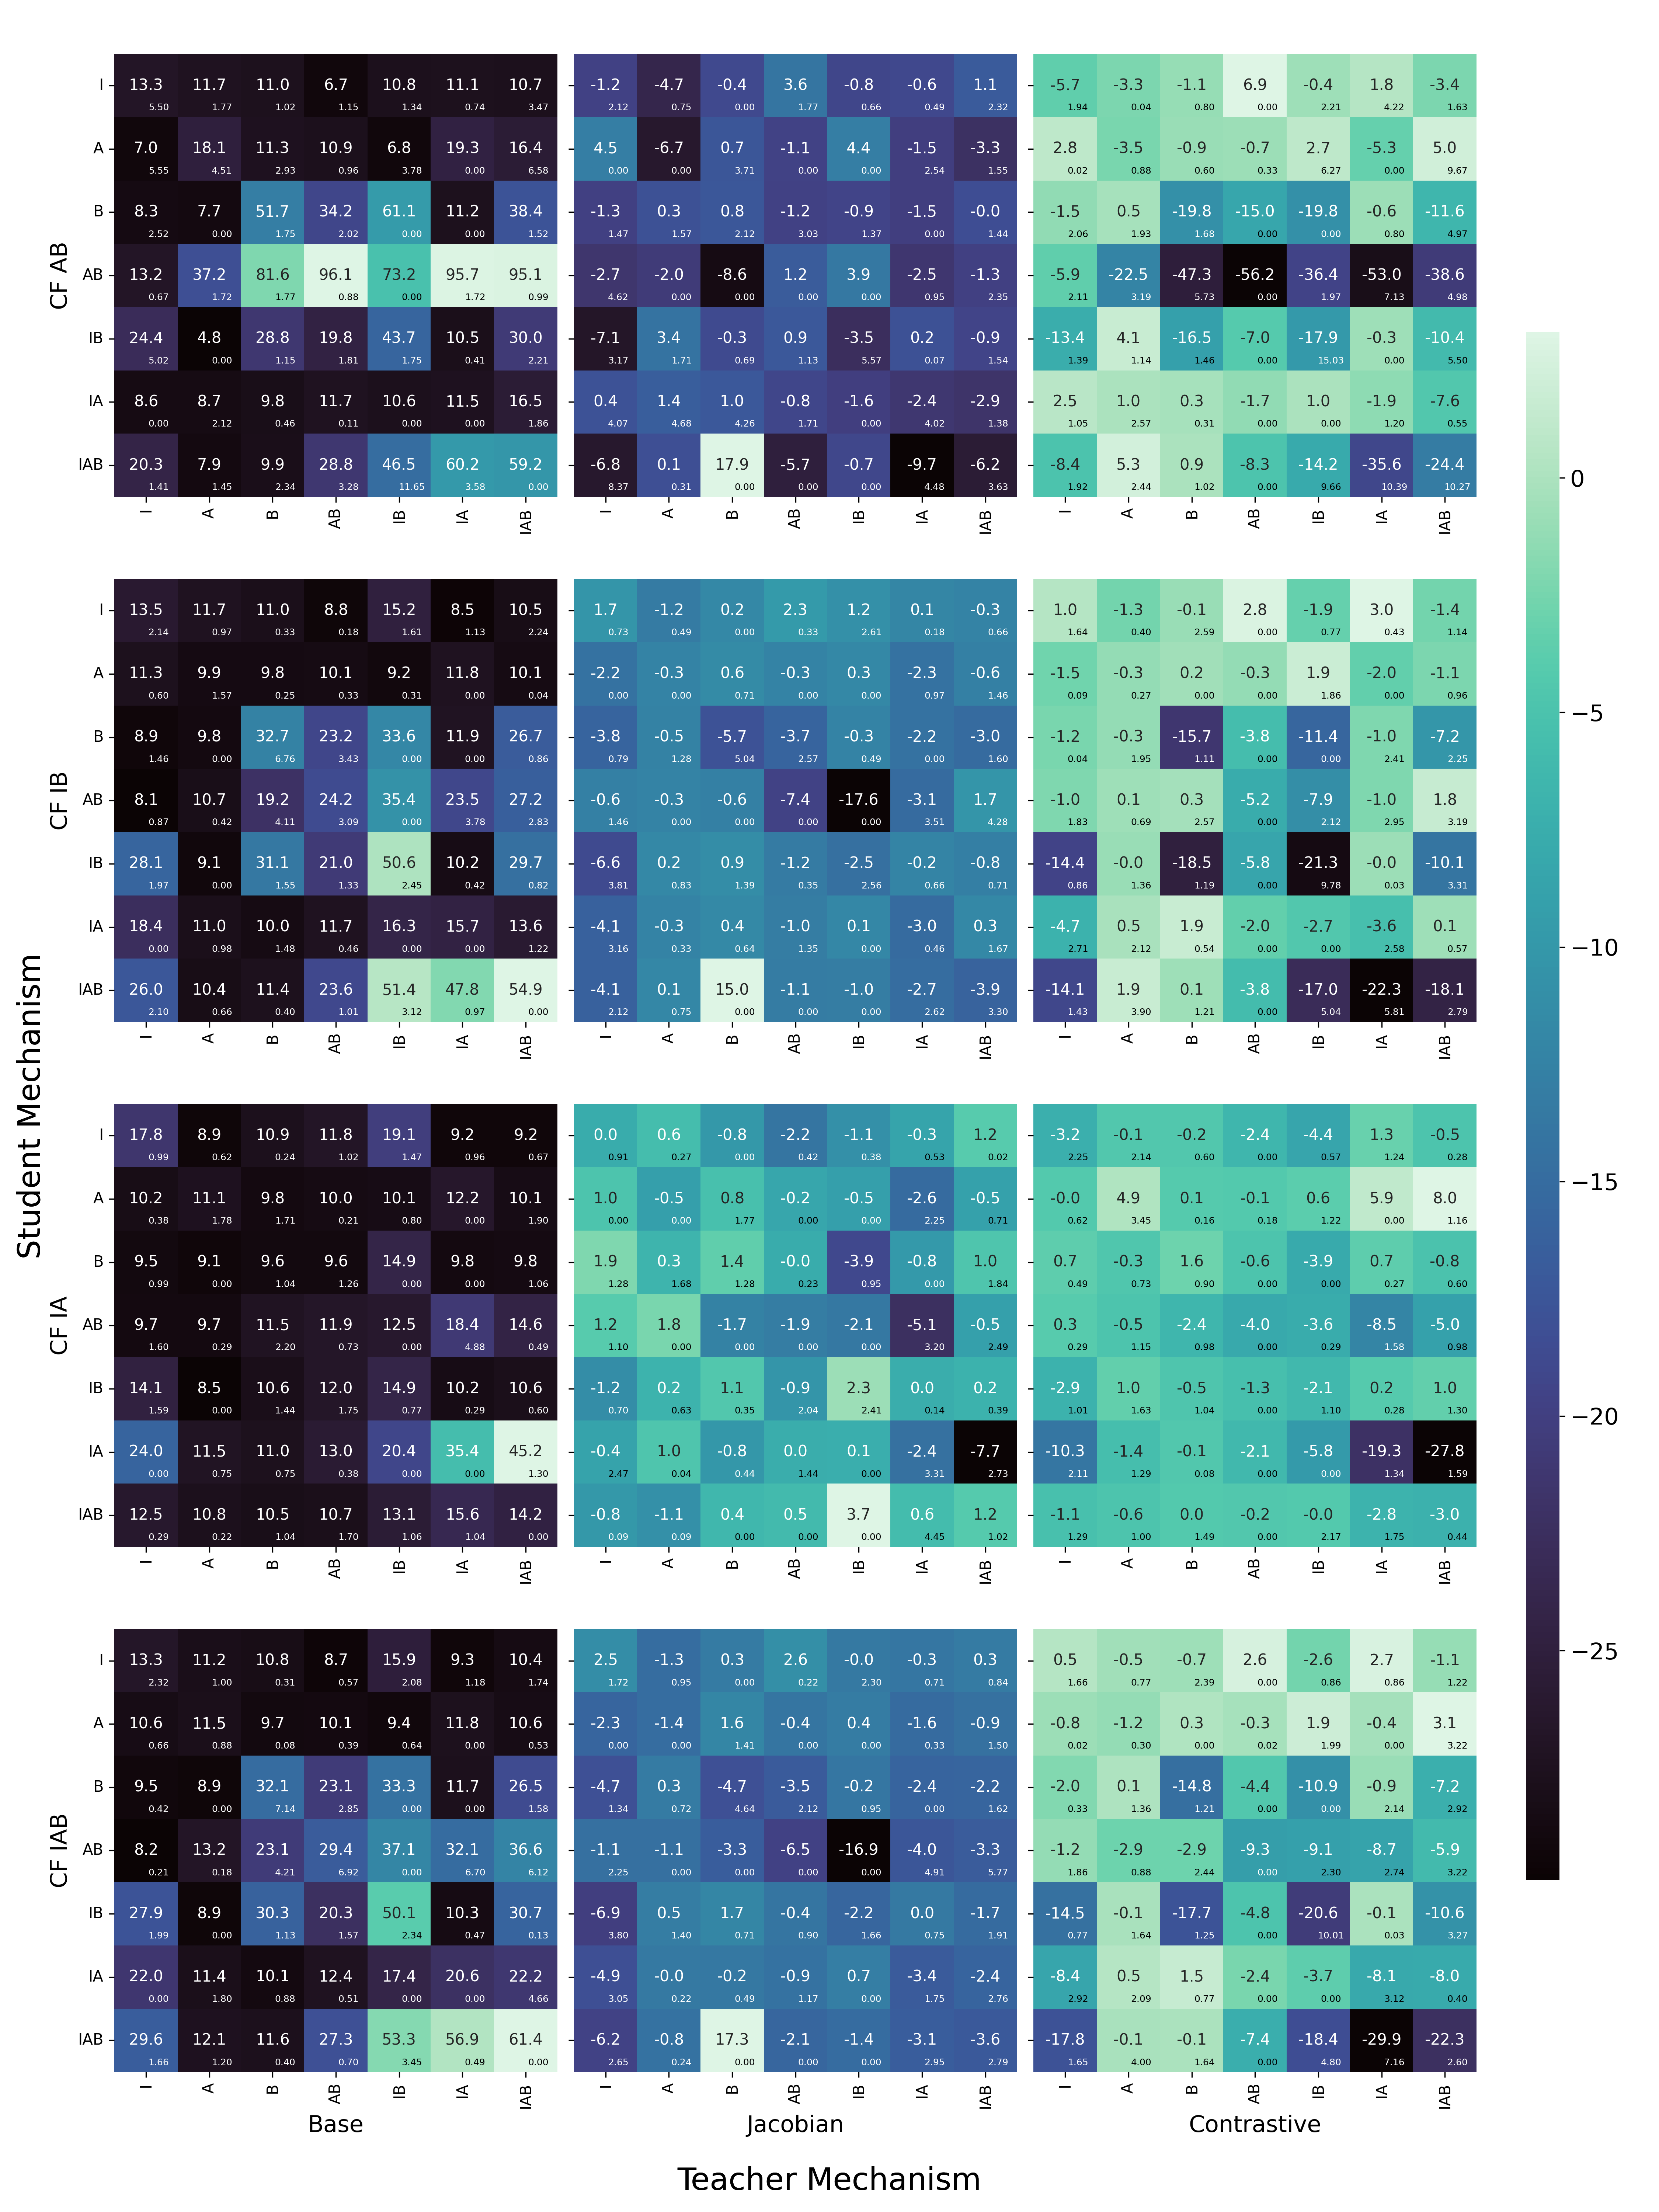 I 13.3 11.7 11.0 6.7 10.8 11.1 10.7 -1.2 -4.7 -0.4 3.6 -0.8 -0.6 1.1 -5.7 -3.3 -1.1 6.9 -0.4 1.8 -3.4
5.50 1.77 1.02 1.15 1.34 0.74 3.47 2.12 0.75 0.00 1.77 0.66 0.49 2.32 1.94 0.04 0.80 0.00 2.21 4.22 1.63
A 7.0 18.1 11.3 10.9 6.8 19.3 16.4 4.5 -6.7 0.7 -1.1 4.4 -1.5 -3.3 2.8 -3.5 -0.9 -0.7 2.7 -5.3 5.0
5.55 4.51 2.93 0.96 3.78 0.00 6.58 0.00 0.00 3.71 0.00 0.00 2.54 1.55 0.02 0.88 0.60 0.33 6.27 0.00 9.67
B 8.3 7.7 51.7 34.2 61.1 11.2 38.4 -1.3 0.3 0.8 -1.2 -0.9 -1.5 -0.0 -1.5 0.5 -19.8 -15.0 -19.8 -0.6 -11.6
2.52 0.00 1.75 2.02 0.00 0.00 1.52 1.47 1.57 2.12 3.03 1.37 0.00 1.44 2.06 1.93 1.68 0.00 0.00 0.80 4.97
CF AB
AB 13.2 37.2 81.6 96.1 73.2 95.7 95.1 -2.7 -2.0 -8.6 1.2 3.9 -2.5 -1.3 -5.9 -22.5 -47.3 -56.2 -36.4 -53.0 -38.6
0.67 1.72 1.77 0.88 0.00 1.72 0.99 4.62 0.00 0.00 0.00 0.00 0.95 2.35 2.11 3.19 5.73 0.00 1.97 7.13 4.98
IB 24.4 4.8 28.8 19.8 43.7 10.5 30.0 -7.1 3.4 -0.3 0.9 -3.5 0.2 -0.9 -13.4 4.1 -16.5 -7.0 -17.9 -0.3 -10.4
5.02 0.00 1.15 1.81 1.75 0.41 2.21 3.17 1.71 0.69 1.13 5.57 0.07 1.54 1.39 1.14 1.46 0.00 15.03 0.00 5.50
IA 8.6 8.7 9.8 11.7 10.6 11.5 16.5 0.4 1.4 1.0 -0.8 -1.6 -2.4 -2.9 2.5 1.0 0.3 -1.7 1.0 -1.9 -7.6
0.00 2.12 0.46 0.11 0.00 0.00 1.86 4.07 4.68 4.26 1.71 0.00 4.02 1.38 1.05 2.57 0.31 0.00 0.00 1.20 0.55
IAB 20.3 7.9 9.9 28.8 46.5 60.2 59.2 -6.8 0.1 17.9 -5.7 -0.7 -9.7 -6.2 -8.4 5.3 0.9 -8.3 -14.2 -35.6 -24.4
1.41 1.45 2.34 3.28 11.65 3.58 0.00 8.37 0.31 0.00 0.00 0.00 4.48 3.63 1.92 2.44 1.02 0.00 9.66 10.39 10.27
I A B AB IB IA IAB I A B AB IB IA IAB I A B AB IB IA IAB
I 13.5 11.7 11.0 8.8 15.2 8.5 10.5 1.7 -1.2 0.2 2.3 1.2 0.1 -0.3 1.0 -1.3 -0.1 2.8 -1.9 3.0 -1.4
2.14 0.97 0.33 0.18 1.61 1.13 2.24 0.73 0.49 0.00 0.33 2.61 0.18 0.66 1.64 0.40 2.59 0.00 0.77 0.43 1.14
A 11.3 9.9 9.8 10.1 9.2 11.8 10.1 -2.2 -0.3 0.6 -0.3 0.3 -2.3 -0.6 -1.5 -0.3 0.2 -0.3 1.9 -2.0 -1.1
0.60 1.57 0.25 0.33 0.31 0.00 0.04 0.00 0.00 0.71 0.00 0.00 0.97 1.46 0.09 0.27 0.00 0.00 1.86 0.00 0.96
B 8.9 9.8 32.7 23.2 33.6 11.9 26.7 -3.8 -0.5 -5.7 -3.7 -0.3 -2.2 -3.0 -1.2 -0.3 -15.7 -3.8 -11.4 -1.0 -7.2
1.46 0.00 6.76 3.43 0.00 0.00 0.86 0.79 1.28 5.04 2.57 0.49 0.00 1.60 0.04 1.95 1.11 0.00 0.00 2.41 2.25
CF IB
AB 8.1 10.7 19.2 24.2 35.4 23.5 27.2 -0.6 -0.3 -0.6 -7.4 -17.6 -3.1 1.7 -1.0 0.1 0.3 -5.2 -7.9 -1.0 1.8
0.87 0.42 4.11 3.09 0.00 3.78 2.83 1.46 0.00 0.00 0.00 0.00 3.51 4.28 1.83 0.69 2.57 0.00 2.12 2.95 3.19
IB 28.1 9.1 31.1 21.0 50.6 10.2 29.7 -6.6 0.2 0.9 -1.2 -2.5 -0.2 -0.8 -14.4 -0.0 -18.5 -5.8 -21.3 -0.0 -10.1
1.97 0.00 1.55 1.33 2.45 0.42 0.82 3.81 0.83 1.39 0.35 2.56 0.66 0.71 0.86 1.36 1.19 0.00 9.78 0.03 3.31
IA 18.4 11.0 10.0 11.7 16.3 15.7 13.6 -4.1 -0.3 0.4 -1.0 0.1 -3.0 0.3 -4.7 0.5 1.9 -2.0 -2.7 -3.6 0.1
0.00 0.98 1.48 0.46 0.00 0.00 1.22 3.16 0.33 0.64 1.35 0.00 0.46 1.67 2.71 2.12 0.54 0.00 0.00 2.58 0.57
IAB 26.0 10.4 11.4 23.6 51.4 47.8 54.9 -4.1 0.1 15.0 -1.1 -1.0 -2.7 -3.9 -14.1 1.9 0.1 -3.8 -17.0 -22.3 -18.1
2.10 0.66 0.40 1.01 3.12 0.97 0.00 2.12 0.75 0.00 0.00 0.00 2.62 3.30 1.43 3.90 1.21 0.00 5.04 5.81 2.79
I A B AB IB IA IAB I A B AB IB IA IAB I A B AB IB IA IAB
Student Mechanism
I 17.8 8.9 10.9 11.8 19.1 9.2 9.2 0.0 0.6 -0.8 -2.2 -1.1 -0.3 1.2 -3.2 -0.1 -0.2 -2.4 -4.4 1.3 -0.5
0.99 0.62 0.24 1.02 1.47 0.96 0.67 0.91 0.27 0.00 0.42 0.38 0.53 0.02 2.25 2.14 0.60 0.00 0.57 1.24 0.28
A 10.2 11.1 9.8 10.0 10.1 12.2 10.1 1.0 -0.5 0.8 -0.2 -0.5 -2.6 -0.5 -0.0 4.9 0.1 -0.1 0.6 5.9 8.0
0.38 1.78 1.71 0.21 0.80 0.00 1.90 0.00 0.00 1.77 0.00 0.00 2.25 0.71 0.62 3.45 0.16 0.18 1.22 0.00 1.16
B 9.5 9.1 9.6 9.6 14.9 9.8 9.8 1.9 0.3 1.4 -0.0 -3.9 -0.8 1.0 0.7 -0.3 1.6 -0.6 -3.9 0.7 -0.8
0.99 0.00 1.04 1.26 0.00 0.00 1.06 1.28 1.68 1.28 0.23 0.95 0.00 1.84 0.49 0.73 0.90 0.00 0.00 0.27 0.60
CF IA
AB 9.7 9.7 11.5 11.9 12.5 18.4 14.6 1.2 1.8 -1.7 -1.9 -2.1 -5.1 -0.5 0.3 -0.5 -2.4 -4.0 -3.6 -8.5 -5.0
1.60 0.29 2.20 0.73 0.00 4.88 0.49 1.10 0.00 0.00 0.00 0.00 3.20 2.49 0.29 1.15 0.98 0.00 0.29 1.58 0.98
IB 14.1 8.5 10.6 12.0 14.9 10.2 10.6 -1.2 0.2 1.1 -0.9 2.3 0.0 0.2 -2.9 1.0 -0.5 -1.3 -2.1 0.2 1.0
1.59 0.00 1.44 1.75 0.77 0.29 0.60 0.70 0.63 0.35 2.04 2.41 0.14 0.39 1.01 1.63 1.04 0.00 1.10 0.28 1.30
IA 24.0 11.5 11.0 13.0 20.4 35.4 45.2 -0.4 1.0 -0.8 0.0 0.1 -2.4 -7.7 -10.3 -1.4 -0.1 -2.1 -5.8 -19.3 -27.8
0.00 0.75 0.75 0.38 0.00 0.00 1.30 2.47 0.04 0.44 1.44 0.00 3.31 2.73 2.11 1.29 0.08 0.00 0.00 1.34 1.59
IAB 12.5 10.8 10.5 10.7 13.1 15.6 14.2 -0.8 -1.1 0.4 0.5 3.7 0.6 1.2 -1.1 -0.6 0.0 -0.2 -0.0 -2.8 -3.0
0.29 0.22 1.04 1.70 1.06 1.04 0.00 0.09 0.09 0.00 0.00 0.00 4.45 1.02 1.29 1.00 1.49 0.00 2.17 1.75 0.44
I A B AB IB IA IAB I A B AB IB IA IAB I A B AB IB IA IAB
I 13.3 11.2 10.8 8.7 15.9 9.3 10.4 2.5 -1.3 0.3 2.6 -0.0 -0.3 0.3 0.5 -0.5 -0.7 2.6 -2.6 2.7 -1.1
2.32 1.00 0.31 0.57 2.08 1.18 1.74 1.72 0.95 0.00 0.22 2.30 0.71 0.84 1.66 0.77 2.39 0.00 0.86 0.86 1.22
A 10.6 11.5 9.7 10.1 9.4 11.8 10.6 -2.3 -1.4 1.6 -0.4 0.4 -1.6 -0.9 -0.8 -1.2 0.3 -0.3 1.9 -0.4 3.1
0.66 0.88 0.08 0.39 0.64 0.00 0.53 0.00 0.00 1.41 0.00 0.00 0.33 1.50 0.02 0.30 0.00 0.02 1.99 0.00 3.22
B 9.5 8.9 32.1 23.1 33.3 11.7 26.5 -4.7 0.3 -4.7 -3.5 -0.2 -2.4 -2.2 -2.0 0.1 -14.8 -4.4 -10.9 -0.9 -7.2
0.42 0.00 7.14 2.85 0.00 0.00 1.58 1.34 0.72 4.64 2.12 0.95 0.00 1.62 0.33 1.36 1.21 0.00 0.00 2.14 2.92
CF IAB
AB 8.2 13.2 23.1 29.4 37.1 32.1 36.6 -1.1 -1.1 -3.3 -6.5 -16.9 -4.0 -3.3 -1.2 -2.9 -2.9 -9.3 -9.1 -8.7 -5.9
0.21 0.18 4.21 6.92 0.00 6.70 6.12 2.25 0.00 0.00 0.00 0.00 4.91 5.77 1.86 0.88 2.44 0.00 2.30 2.74 3.22
IB 27.9 8.9 30.3 20.3 50.1 10.3 30.7 -6.9 0.5 1.7 -0.4 -2.2 0.0 -1.7 -14.5 -0.1 -17.7 -4.8 -20.6 -0.1 -10.6
1.99 0.00 1.13 1.57 2.34 0.47 0.13 3.80 1.40 0.71 0.90 1.66 0.75 1.91 0.77 1.64 1.25 0.00 10.01 0.03 3.27
IA 22.0 11.4 10.1 12.4 17.4 20.6 22.2 -4.9 -0.0 -0.2 -0.9 0.7 -3.4 -2.4 -8.4 0.5 1.5 -2.4 -3.7 -8.1 -8.0
0.00 1.80 0.88 0.51 0.00 0.00 4.66 3.05 0.22 0.49 1.17 0.00 1.75 2.76 2.92 2.09 0.77 0.00 0.00 3.12 0.40
IAB 29.6 12.1 11.6 27.3 53.3 56.9 61.4 -6.2 -0.8 17.3 -2.1 -1.4 -3.1 -3.6 -17.8 -0.1 -0.1 -7.4 -18.4 -29.9 -22.3
1.66 1.20 0.40 0.70 3.45 0.49 0.00 2.65 0.24 0.00 0.00 0.00 2.95 2.79 1.65 4.00 1.64 0.00 4.80 7.16 2.60
I A B AB IB IA IAB I A B AB IB IA IAB I A B AB IB IA IAB
Base Jacobian Contrastive
Teacher Mechanism
0
−5
−10
−15
−20
−25